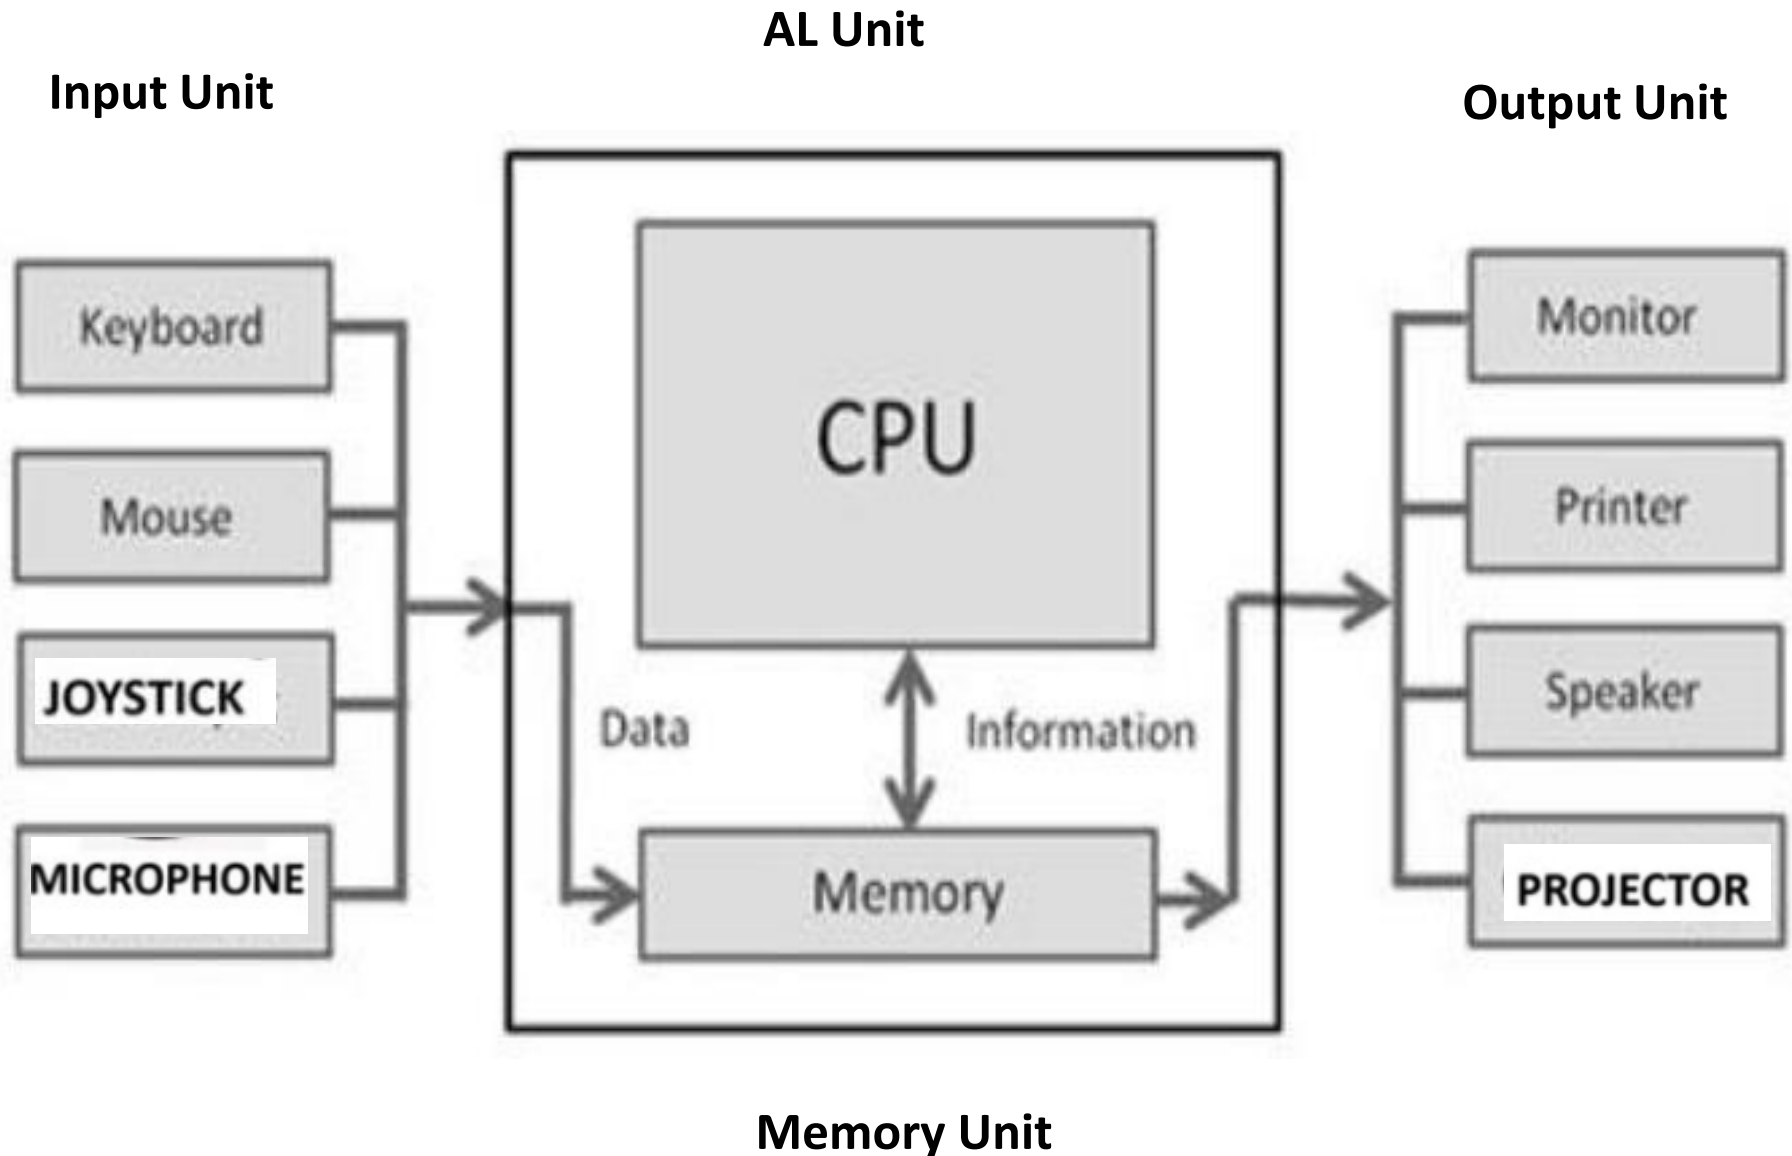 AL Unit
Input Unit
Output Unit
Keyboard
Mouse
JOYSTICK
MICROPHONE
CPU
Data
Information
Memory
Monitor
Printer
Speaker
PROJECTOR
Memory Unit